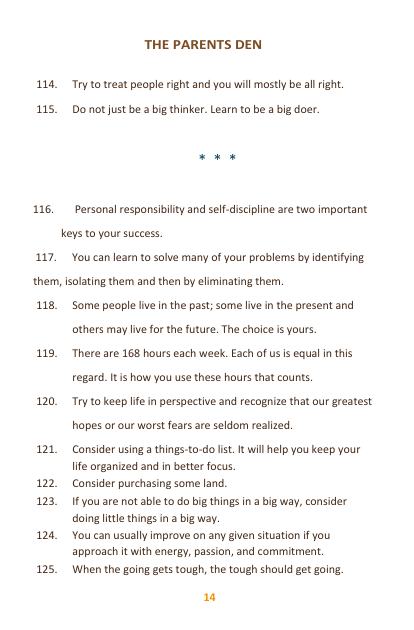 THE PARENTS DEN
114. Try to treat people right and you will mostly be all right.
115. Do not just be a big thinker. Learn to be a big doer.
* * *
116. Personal responsibility and self-discipline are two important
keys to your success.
117. You can learn to solve many of your problems by identifying
them, isolating them and then by eliminating them.
118. Some people live in the past; some live in the present and
others may live for the future. The choice is yours.
119. There are 168 hours each week. Each of us is equal in this
regard. It is how you use these hours that counts.
120. Try to keep life in perspective and recognize that our greatest
hopes or our worst fears are seldom realized.
121. Consider using a things-to-do list. It will help you keep your
life organized and in better focus.
122. Consider purchasing some land.
123. If you are not able to do big things in a big way, consider
doing little things in a big way.
124. You can usually improve on any given situation if you
approach it with energy, passion, and commitment.
125. When the going gets tough, the tough should get going.
14